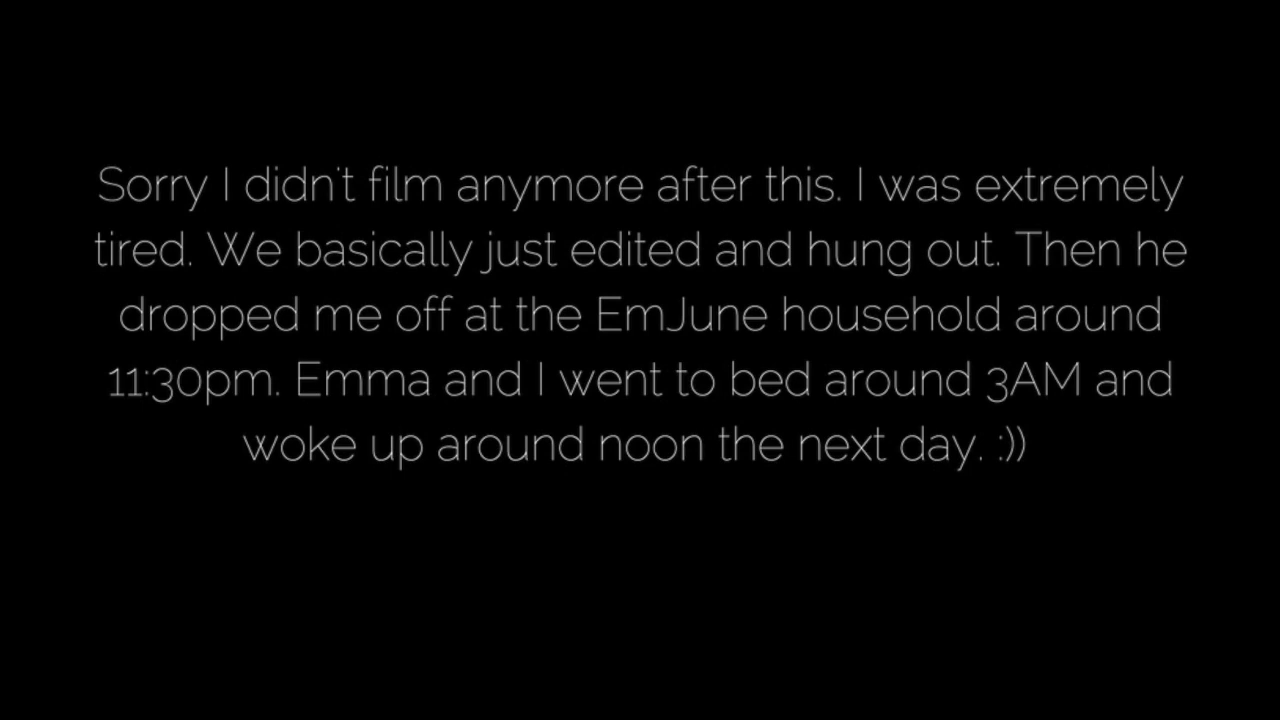 Sorry I didn't film anymore after this. I was extremely
tired. We basically just edited and hung out. Then he
dropped me off at the EmJune household around
11:30pm. Emma and I went to bed around 3AM and
woke up around noon the next day. :))